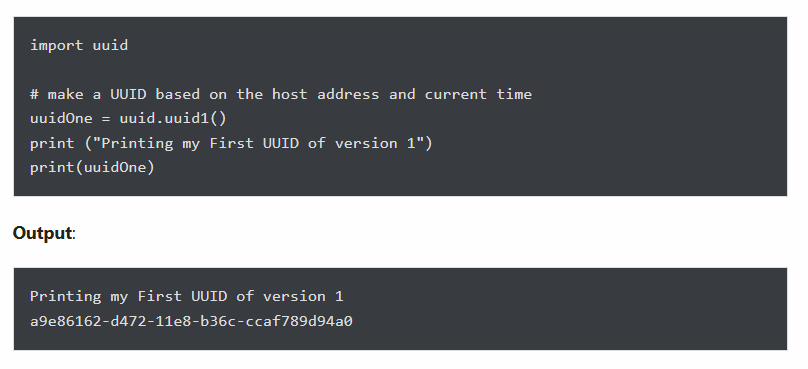 import uuid
# make a UUID based on the host address and current time
uuidOne = uuid.uuid1()
print ("Printing my First UUID of version 1")
print(uuidOne)
Output:
Printing my First UUID of version 1
a9e86162-d472-11e8-b36c-ccaf789d94a0